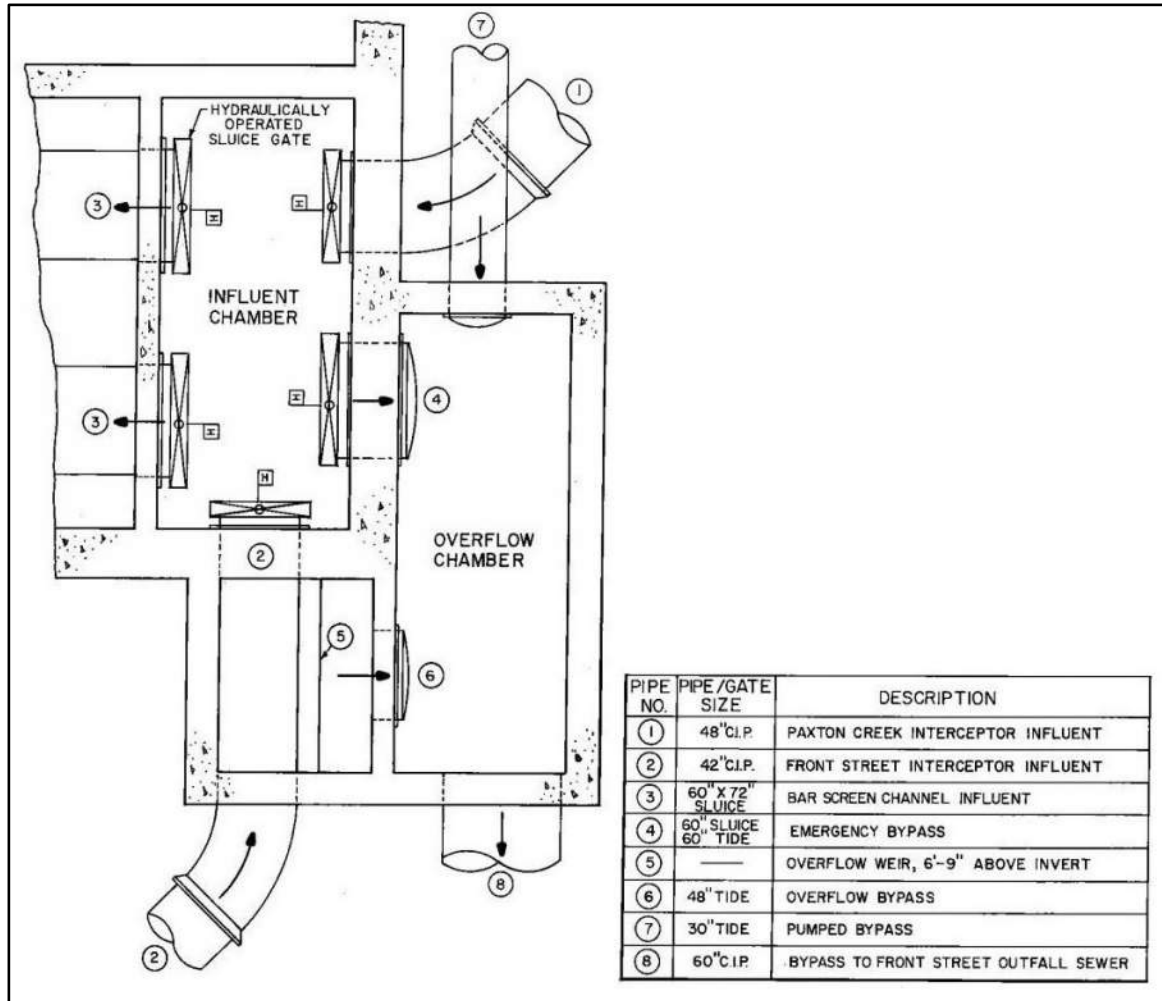 7
1
HYDRAULICALLY
OPERATED
SLUICE GATE
3
H
H
INFLUENT
CHAMBER
3
H
H
4
H
2
OVERFLOW
CHAMBER
5
6
8
2
PIPE NO. PIPE/GATE SIZE DESCRIPTION
1 48"C.I.P. PAXTON CREEK INTERCEPTOR INFLUENT
2 42"C.I.P. FRONT STREET INTERCEPTOR INFLUENT
3 60"X 72" SLUICE BAR SCREEN CHANNEL INFLUENT
4 60"SLUICE 60" TIDE EMERGENCY BYPASS
5 —— OVERFLOW WEIR, 6'-9" ABOVE INVERT
6 48"TIDE OVERFLOW BYPASS
7 30"TIDE PUMPED BYPASS
8 60"C.I.P. BYPASS TO FRONT STREET OUTFALL SEWER